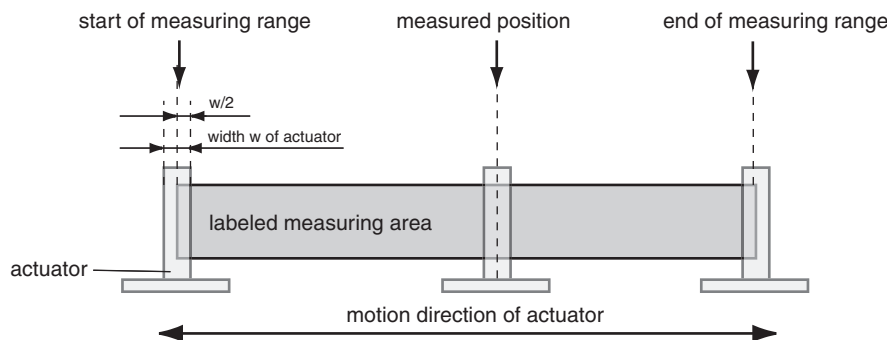 start of measuring range
measured position
end of measuring range
w/2
width w of actuator
labeled measuring area
actuator
motion direction of actuator